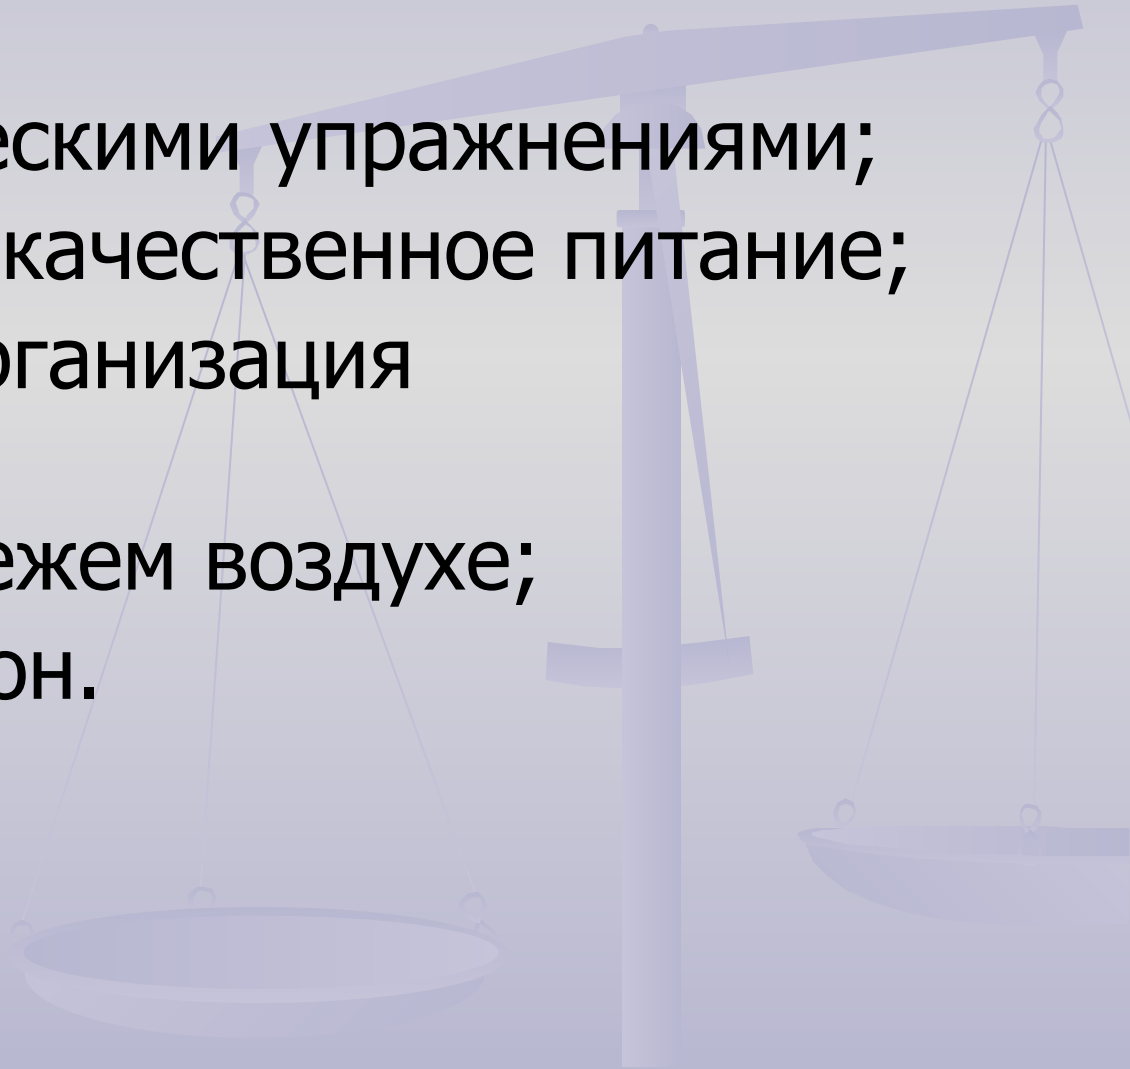 ескими упражнениями;
качественное питание;
рганизация
ежем воздухе;
он.